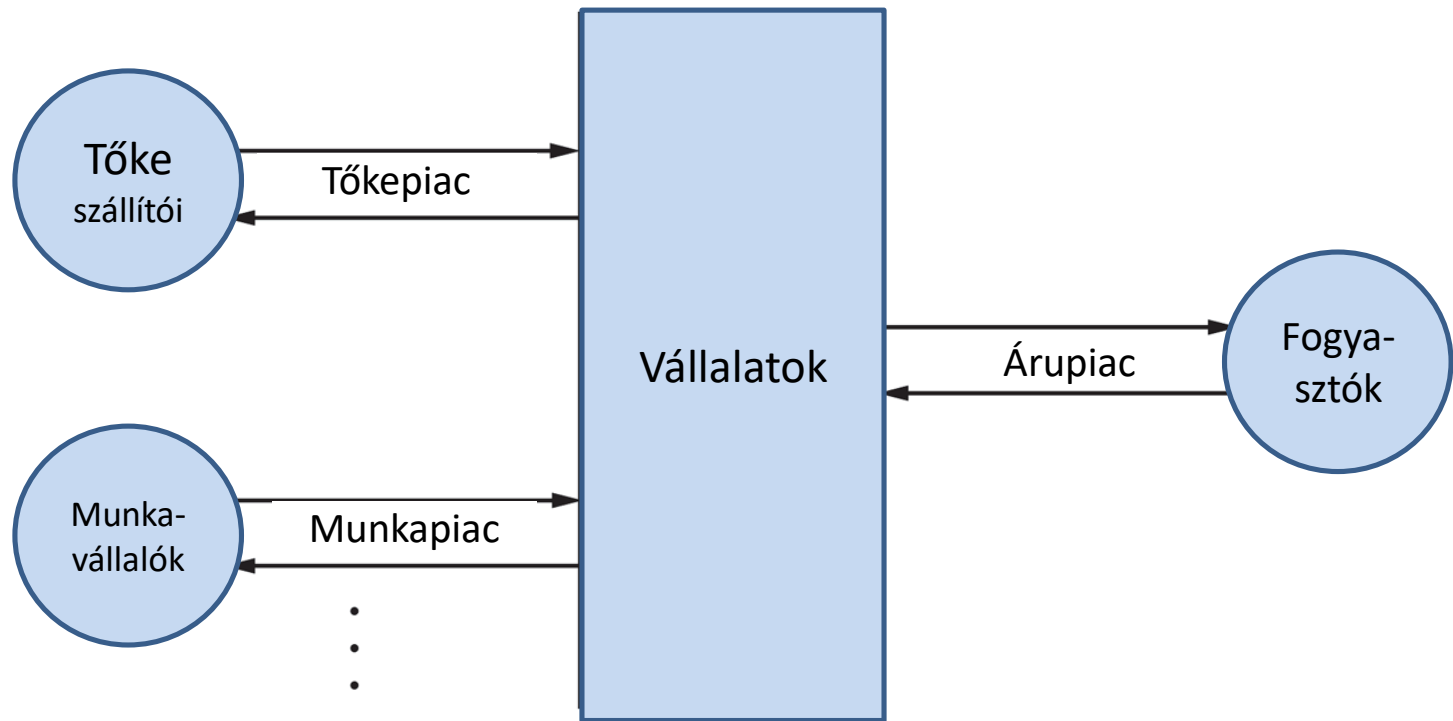 Tőke
szállítói
Tőkepiac
Vállalatok
Árupiac
Fogya-
sztók
Munka-
vállalók
Munkapiac